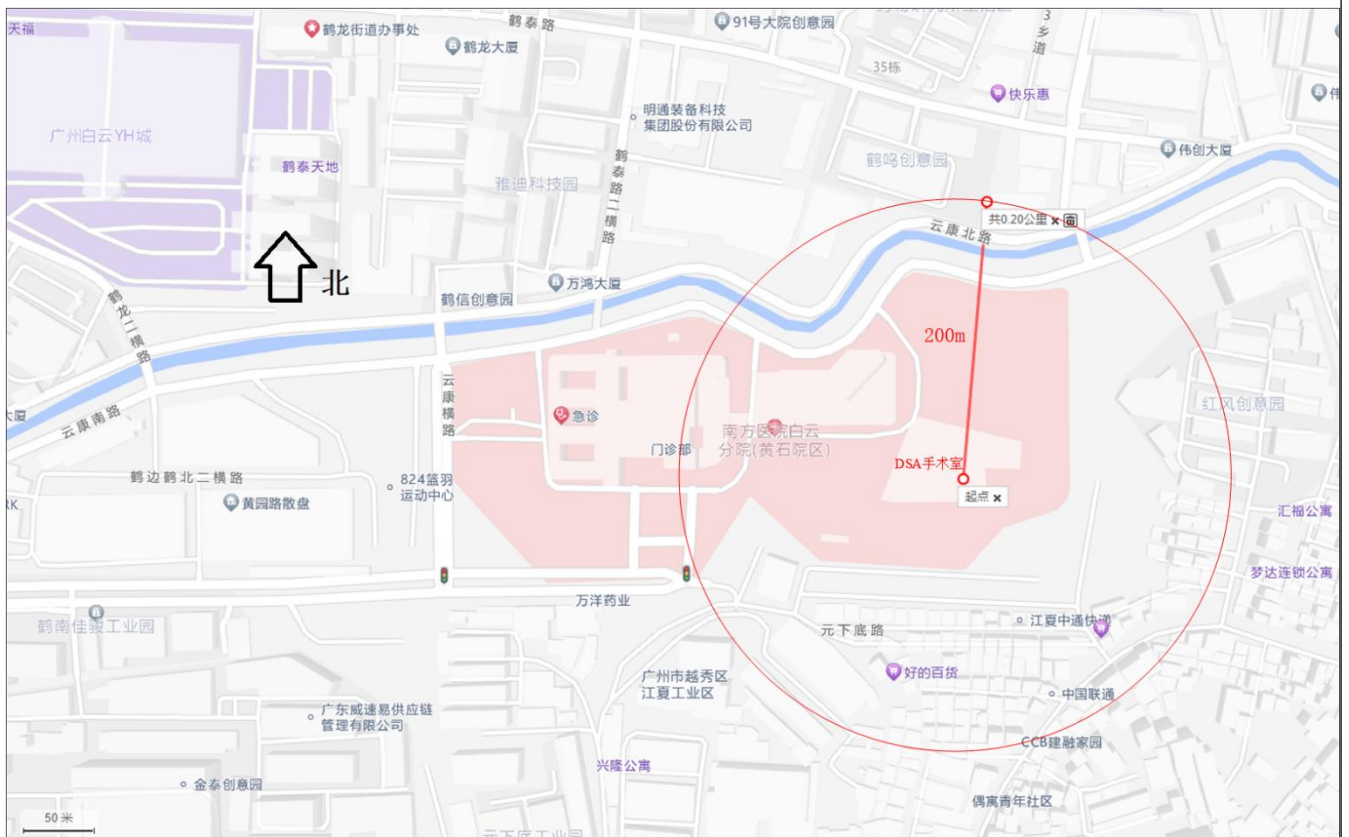 天福
鹤龙街道办事处
鹤泰路
91号大院创意园
鹤龙大厦
3
乡
道
35栋
快乐惠
伟
明通装备科技
集团股份有限公司
广州白云YH城
鹤泰天地
鹤泰路二横路
雅迪科技园
鹤鸣创意园
伟创大厦
共0.20公里
云康北路
北
万鸿大厦
鹤信创意园
鹤龙二横路
200m
云康横路
急诊
门诊部
南方医院白云
分院(黄石院区)
红风创意园
大厦
云康南路
DSA手术室
起点
鹤边鹤北二横路
824篮羽
运动中心
RK
黄园路散盘
汇福公寓
梦达连锁公寓
万洋药业
鹤南佳骏工业园
元下底路
江夏中通快递
广州市越秀区
江夏工业区
好的百货
中国联通
广东威速易供应链
管理有限公司
CCB建融家园
兴隆公寓
金泰创意园
偶寓青年社区
50米
元下底工业园